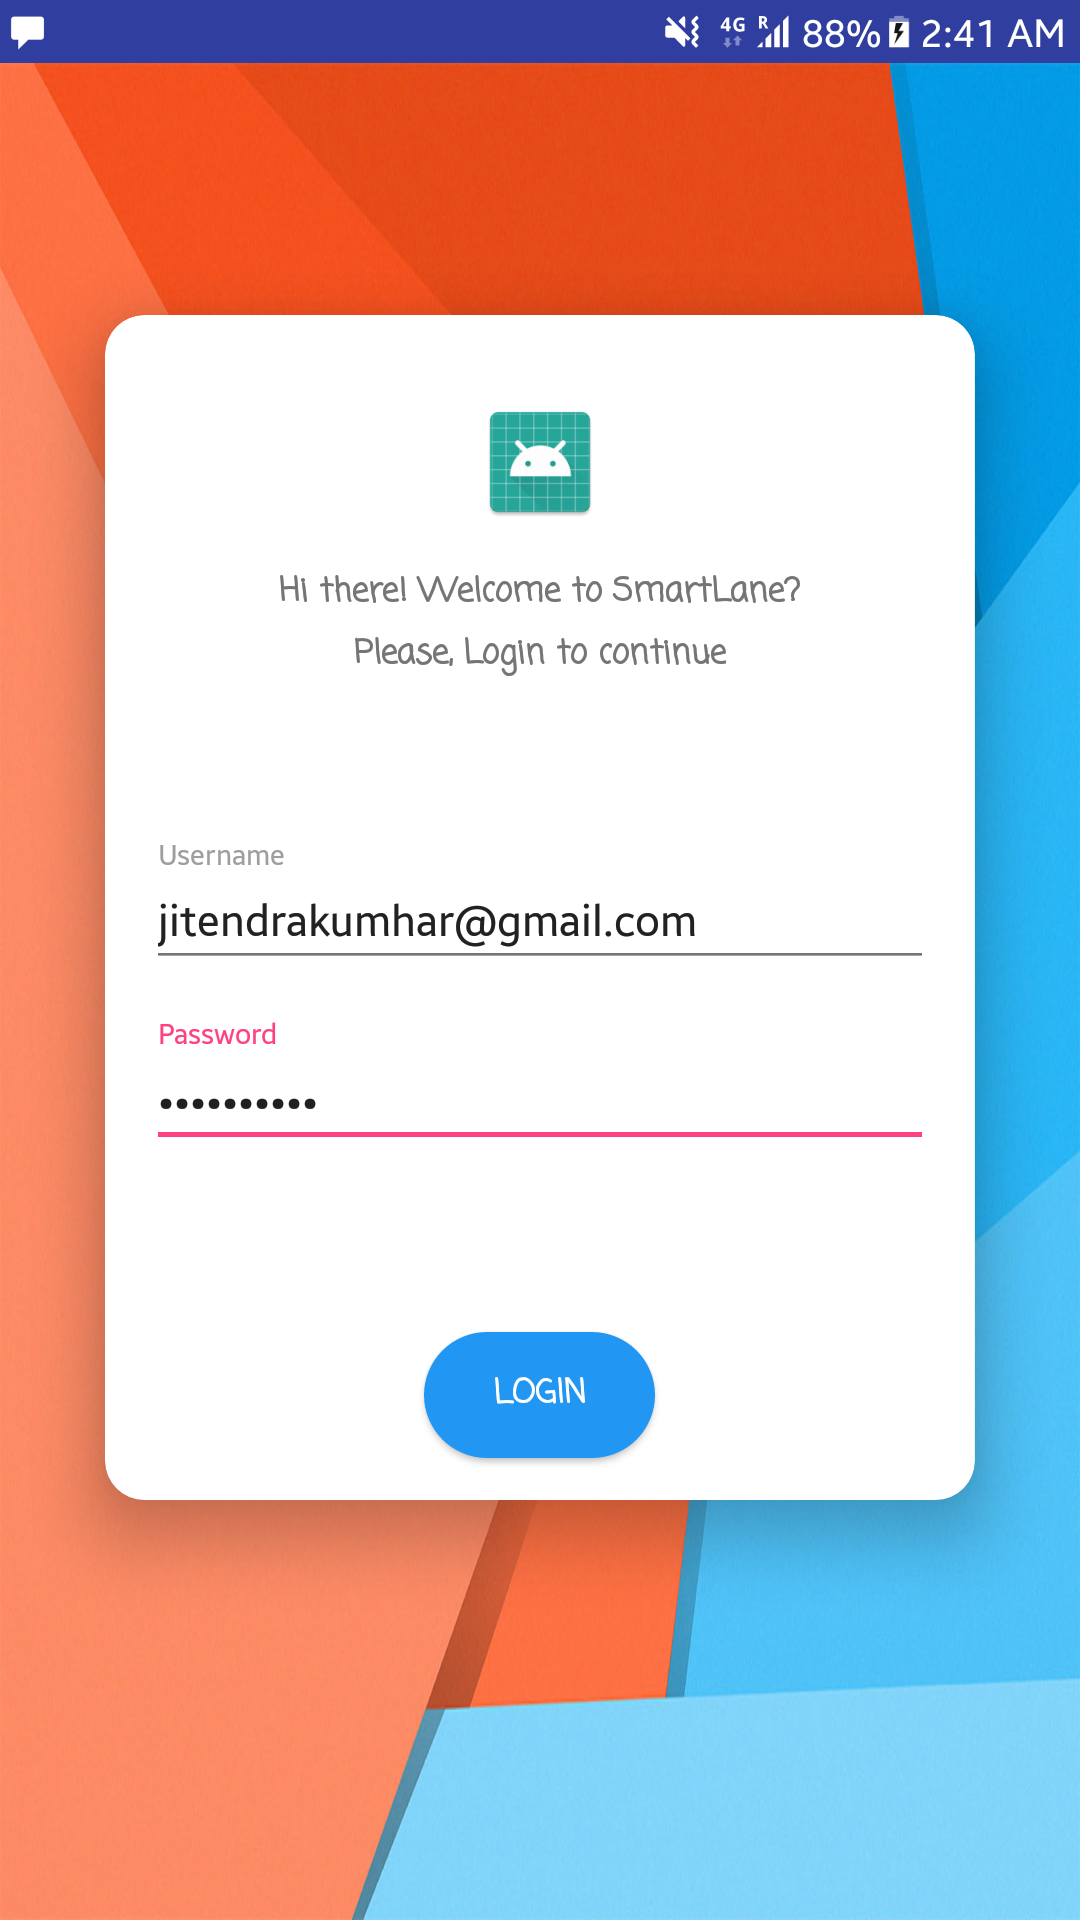 4G R 88% 2:41 AM
Hi there! Welcome to SmartLane?
Please, Login to continue
Username
jitendrakumhar@gmail.com
Password
••••••••••
LOGIN